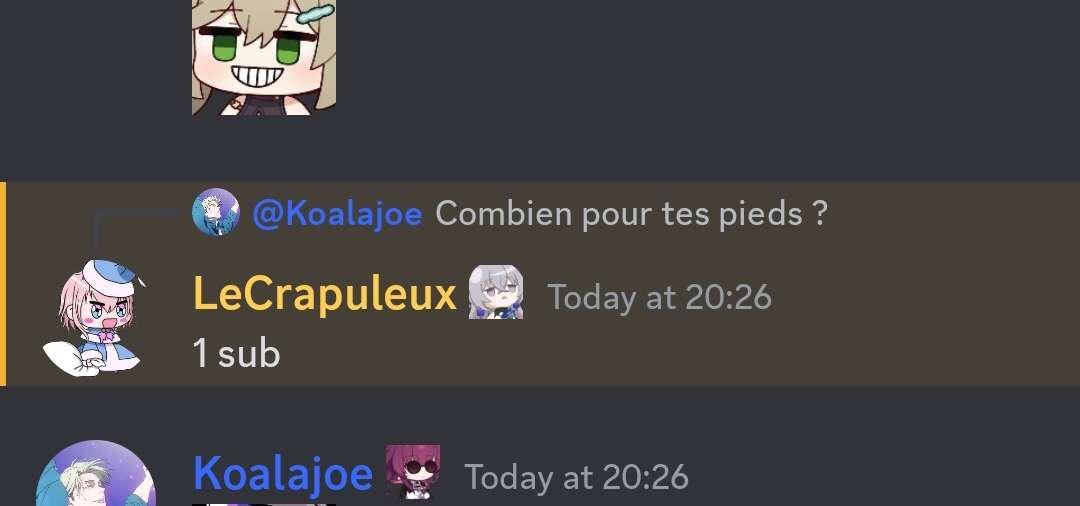 @Koalajoe Combien pour tes pieds ?
LeCrapuleux Today at 20:26
1 sub
Koalajoe Today at 20:26